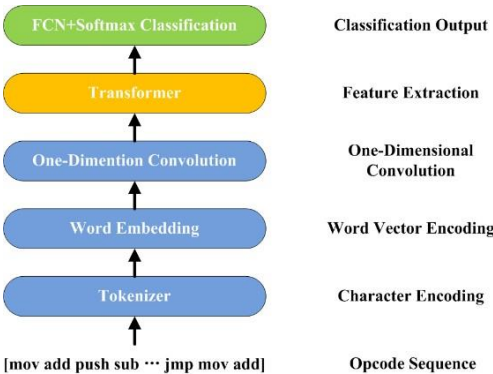 FCN+Softmax Classification
Classification Output
Transformer
Feature Extraction
One-Dimention Convolution
One-Dimensional
Convolution
Word Embedding
Word Vector Encoding
Tokenizer
Character Encoding
[mov add push sub ··· jmp mov add]
Opcode Sequence